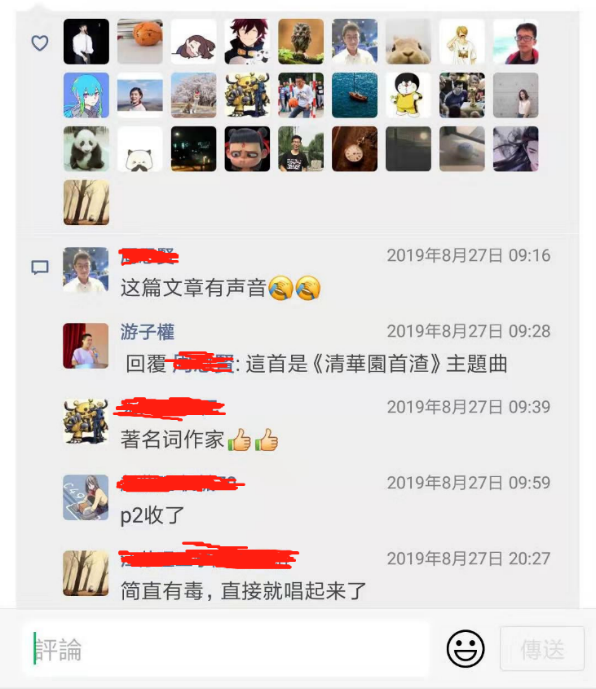 2019年8月27日 09:16
这篇文章有声音
游子權
2019年8月27日 09:28
回覆 : 這首是《清華園首渣》主題曲
2019年8月27日 09:39
著名词作家
2019年8月27日 09:59
p2收了
2019年8月27日 20:27
简直有毒，直接就唱起来了
評論
傳送